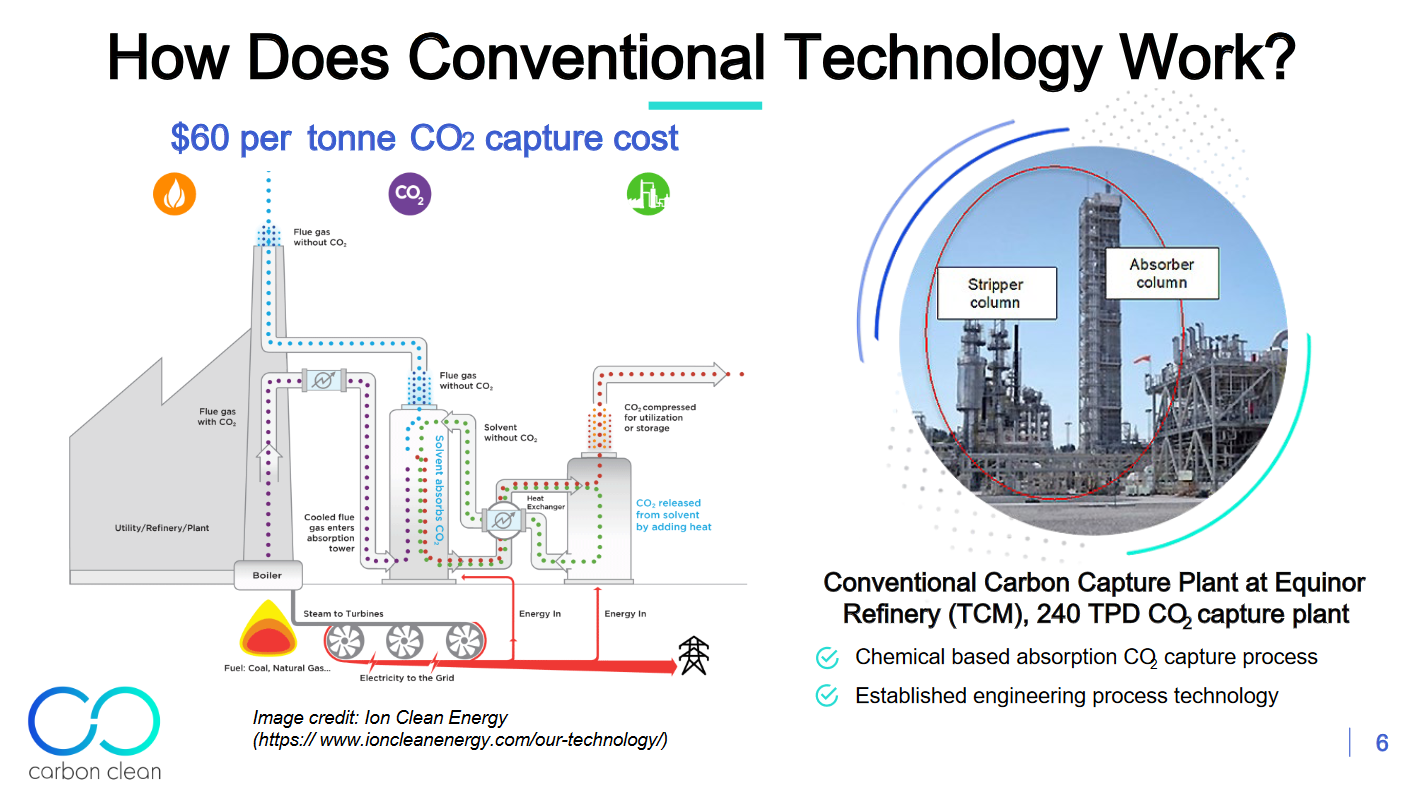 How Does Conventional Technology Work?
$60 per tonne CO2 capture cost
CO2
Flue gas
without CO2
Flue gas
without CO2
Flue gas
with CO2
Solvent
without CO2
CO2 compressed
for utilization
or storage
Solvent absorbs CO2
Heat
Exchanger
CO2 released
from solvent
by adding heat
Cooled flue
gas enters
absorption
tower
Utility/Refinery/Plant
Boiler
Steam to Turbines
Energy In
Energy In
Fuel: Coal, Natural Gas...
Electricity to the Grid
Image credit: Ion Clean Energy
(https:// www.ioncleanenergy.com/our-technology/)
carbon clean
Stripper
column
Absorber
column
Conventional Carbon Capture Plant at Equinor
Refinery (TCM), 240 TPD CO2 capture plant
Chemical based absorption CO2 capture process
Established engineering process technology
6